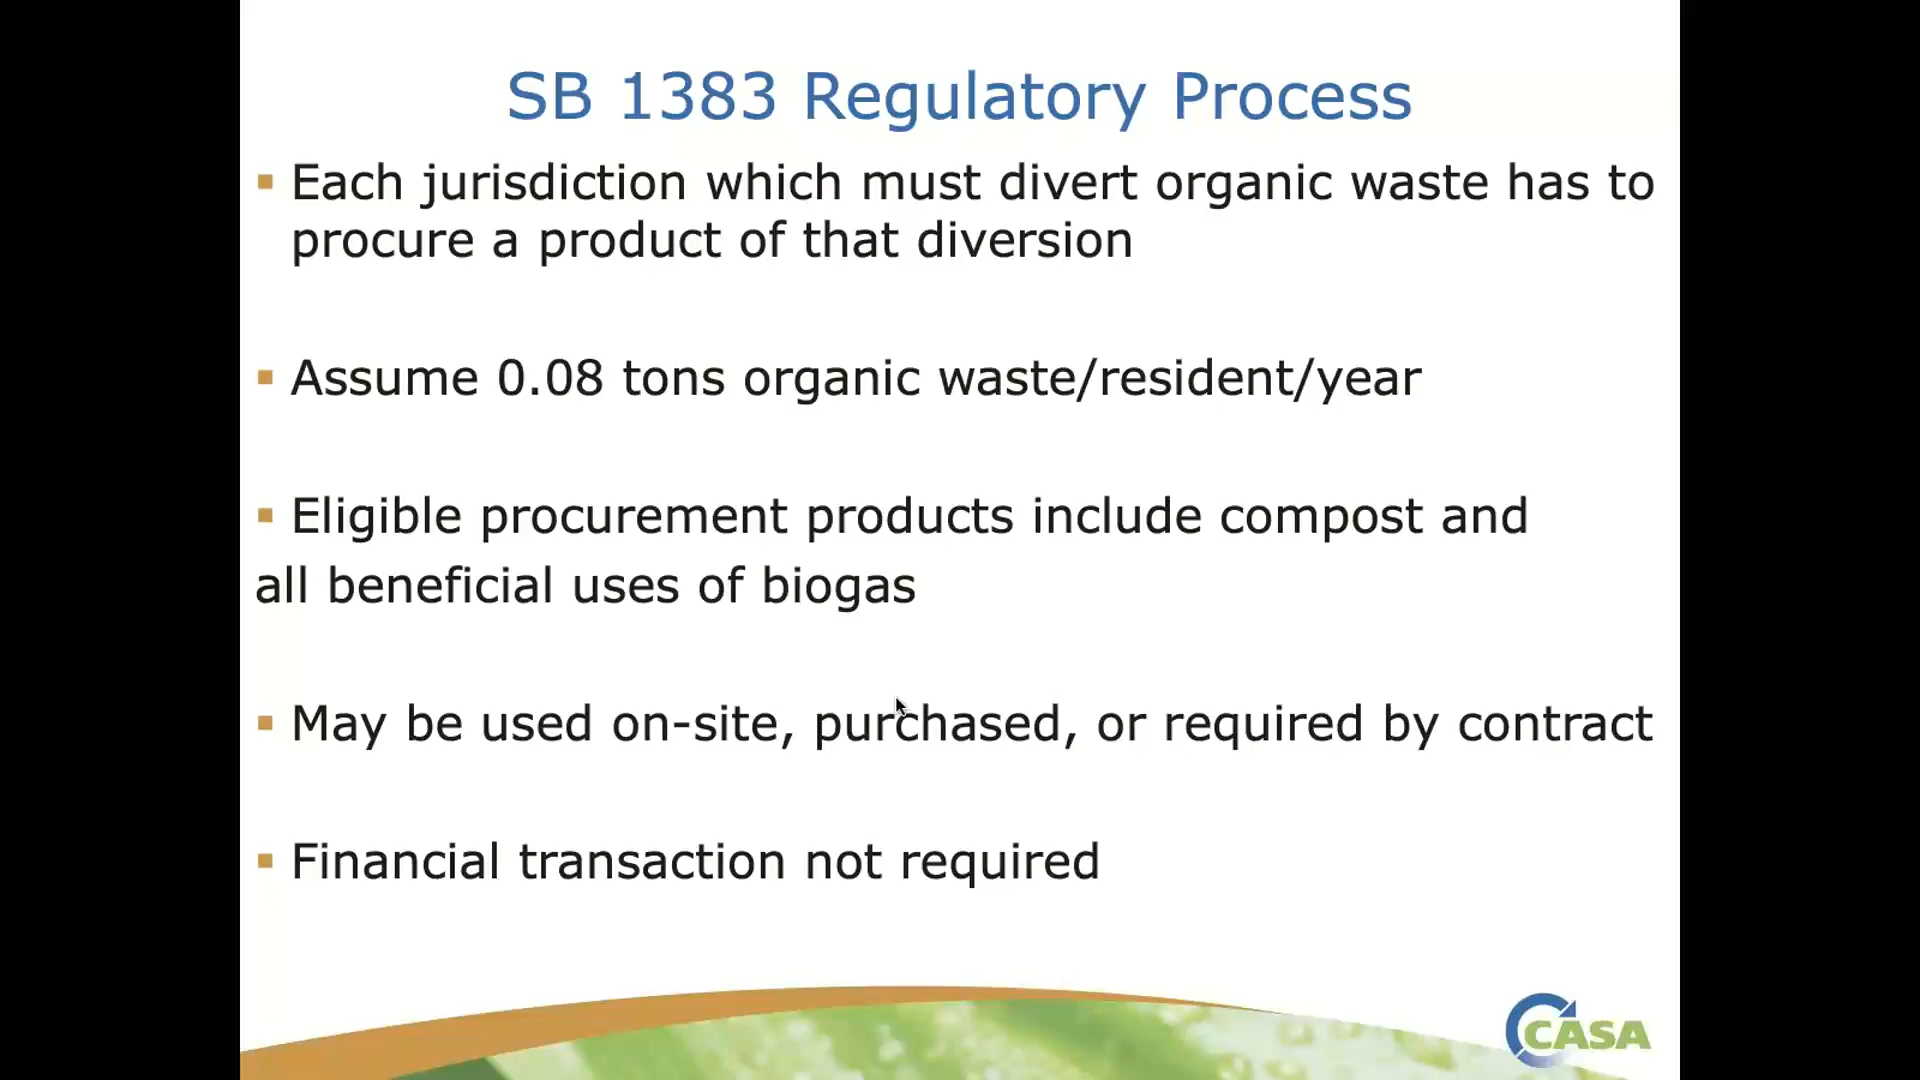 SB 1383 Regulatory Process
▪ Each jurisdiction which must divert organic waste has to
procure a product of that diversion
▪ Assume 0.08 tons organic waste/resident/year
▪ Eligible procurement products include compost and
all beneficial uses of biogas
▪ May be used on-site, purchased, or required by contract
▪ Financial transaction not required
CASA